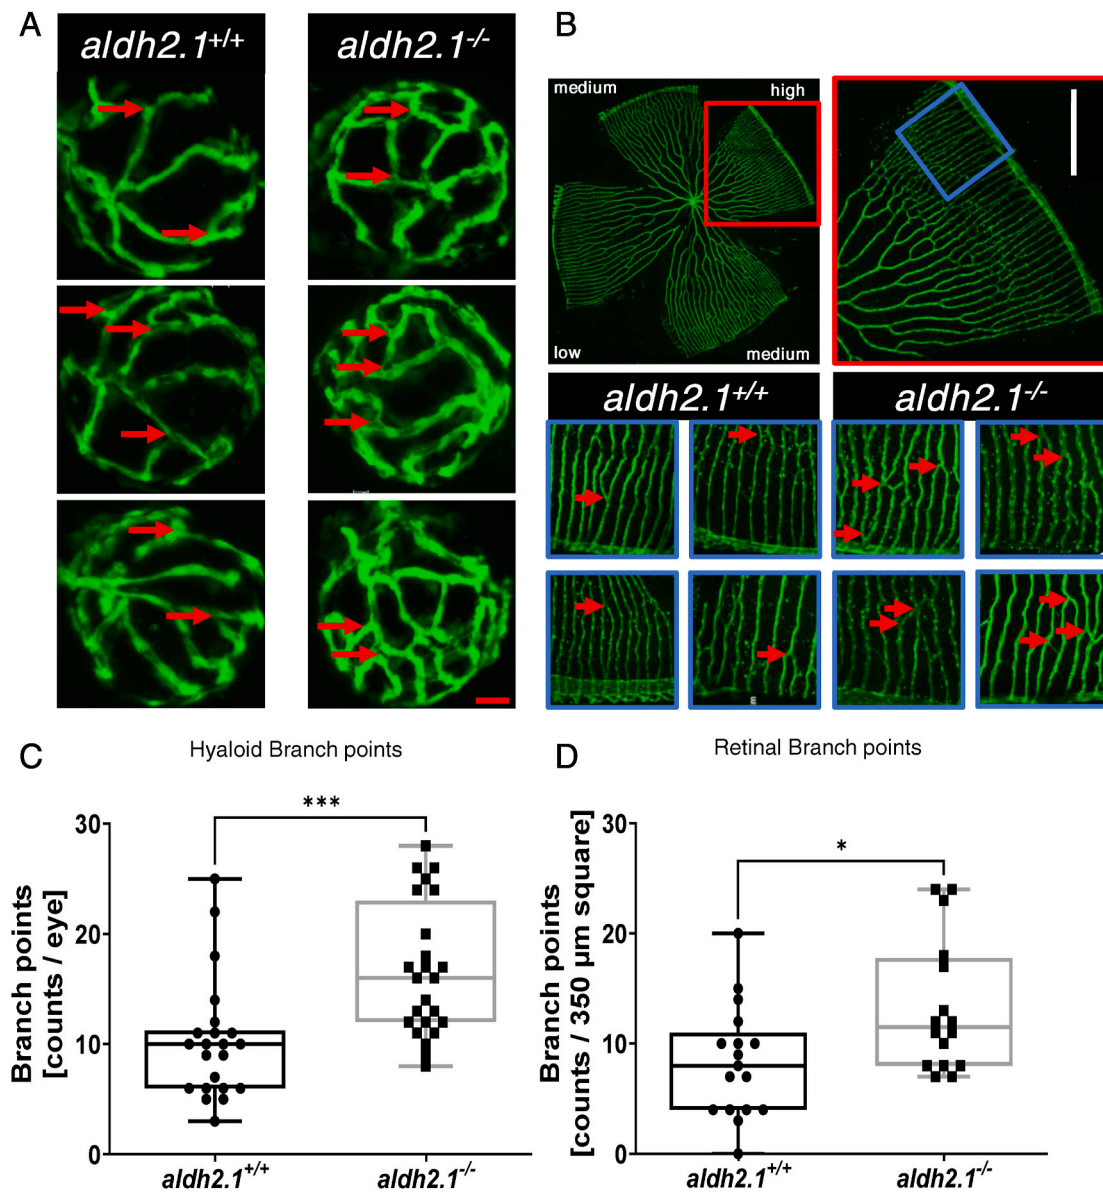 A
aldh2.1+/+
aldh2.1-/-
B
medium
high
low
medium
aldh2.1+/+
aldh2.1-/-
C
Hyaloid Branch points
***
Branch points
[counts / eye]
30
20
10
0
aldh2.1+/+
aldh2.1-/-
D
Retinal Branch points
*
Branch points
[counts / 350 µm square]
30
20
10
0
aldh2.1+/+
aldh2.1-/-